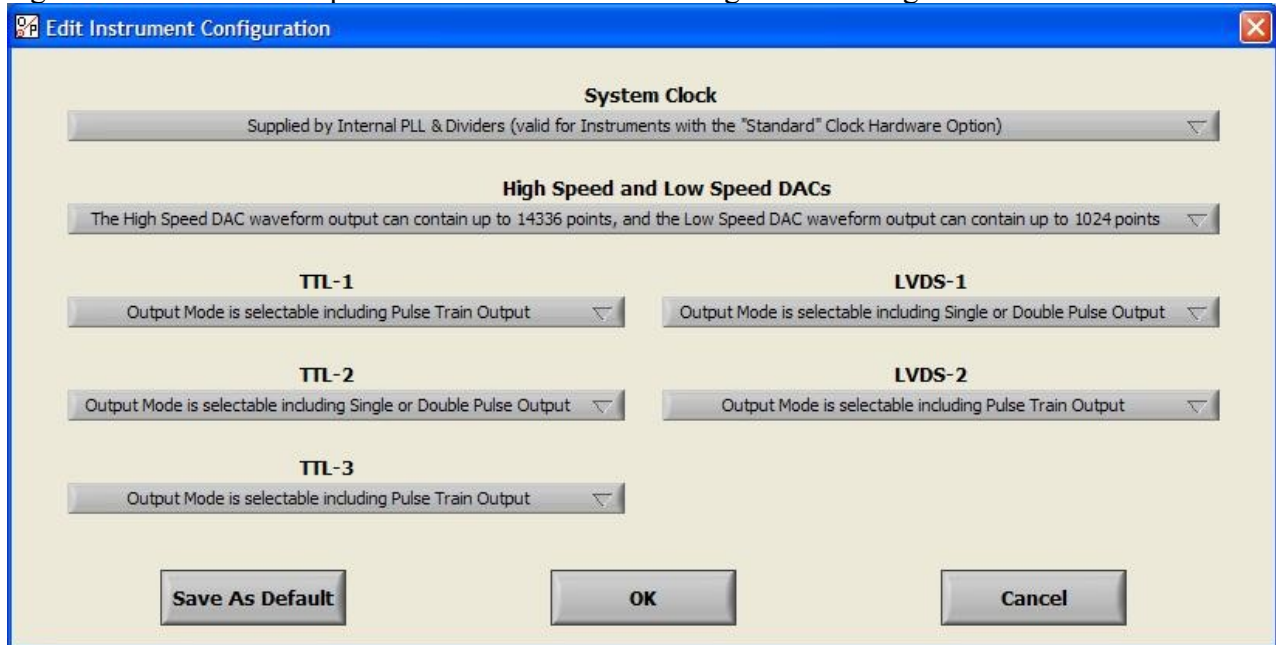 Edit Instrument Configuration
System Clock
Supplied by Internal PLL & Dividers (valid for Instruments with the "Standard" Clock Hardware Option)
High Speed and Low Speed DACs
The High Speed DAC waveform output can contain up to 14336 points, and the Low Speed DAC waveform output can contain up to 1024 points
TTL-1
Output Mode is selectable including Pulse Train Output
LVDS-1
Output Mode is selectable including Single or Double Pulse Output
TTL-2
Output Mode is selectable including Single or Double Pulse Output
LVDS-2
Output Mode is selectable including Pulse Train Output
TTL-3
Output Mode is selectable including Pulse Train Output
Save As Default
OK
Cancel